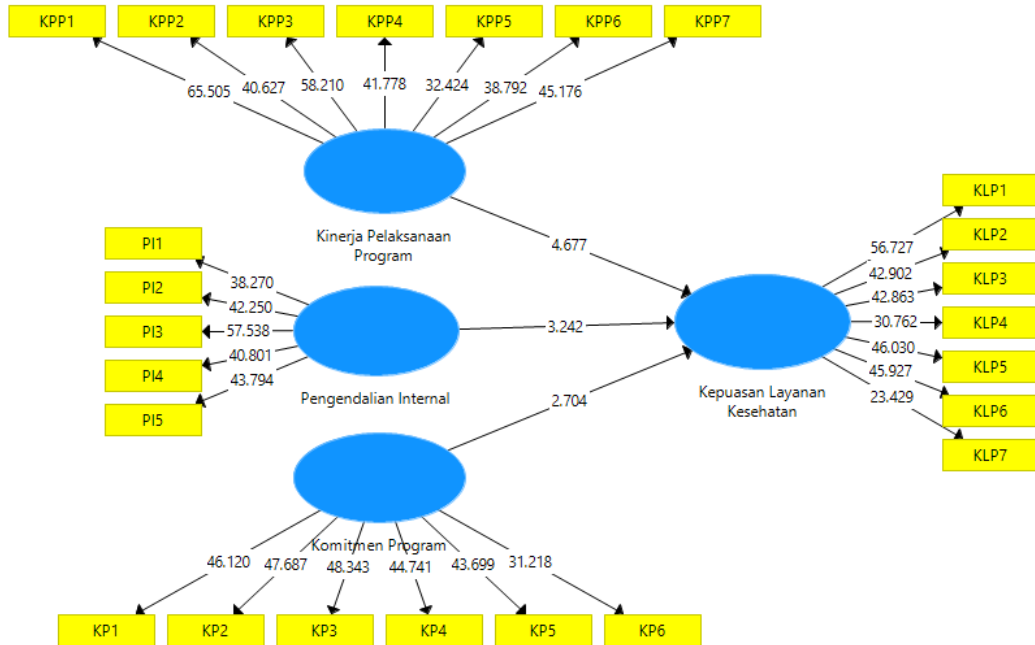 KPP1 KPP2 KPP3 KPP4 KPP5 KPP6 KPP7
65.505 40.627 58.210 41.778 32.424 38.792 45.176
Kinerja Pelaksanaan
Program
4.677
PI1
PI2
PI3
PI4
PI5
38.270
42.250
57.538
40.801
43.794
Pengendalian Internal
3.242
2.704
Kepuasan Layanan
Kesehatan
KLP1
KLP2
KLP3
KLP4
KLP5
KLP6
KLP7
56.727
42.902
42.863
30.762
46.030
45.927
23.429
Komitmen Program
46.120 47.687 48.343 44.741 43.699 31.218
KP1 KP2 KP3 KP4 KP5 KP6